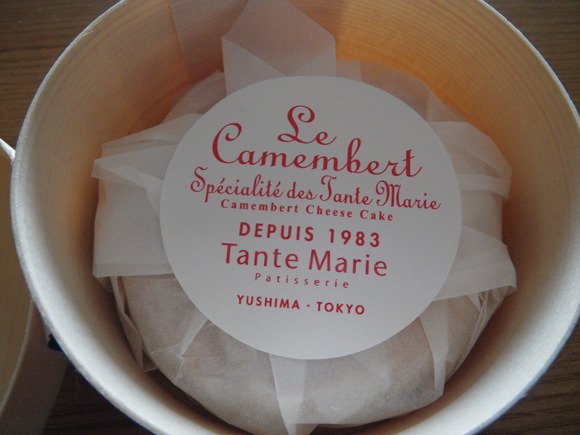 Le
Camembert
Spécialité des Tante Marie
Camembert Cheese Cake
DEPUIS 1983
Tante Marie
Patisserie
YUSHIMA · TOKYO